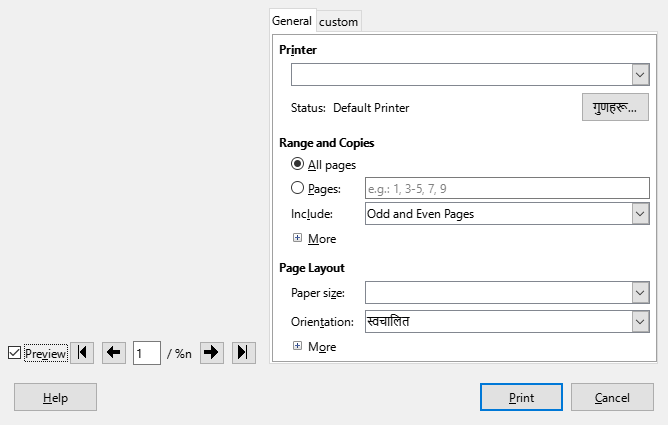 General custom
Printer
Status: Default Printer
गुणहरू...
Range and Copies
All pages
Pages: e.g.: 1, 3-5, 7, 9
Include: Odd and Even Pages
More
Page Layout
Paper size:
Orientation: स्वचालित
More
Preview 1 / %n
Help Print Cancel